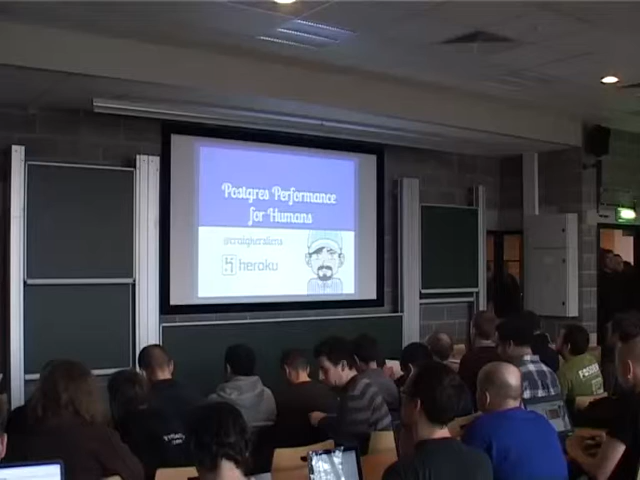 Postgres Performance
for Humans
@craigkerstiens
heroku